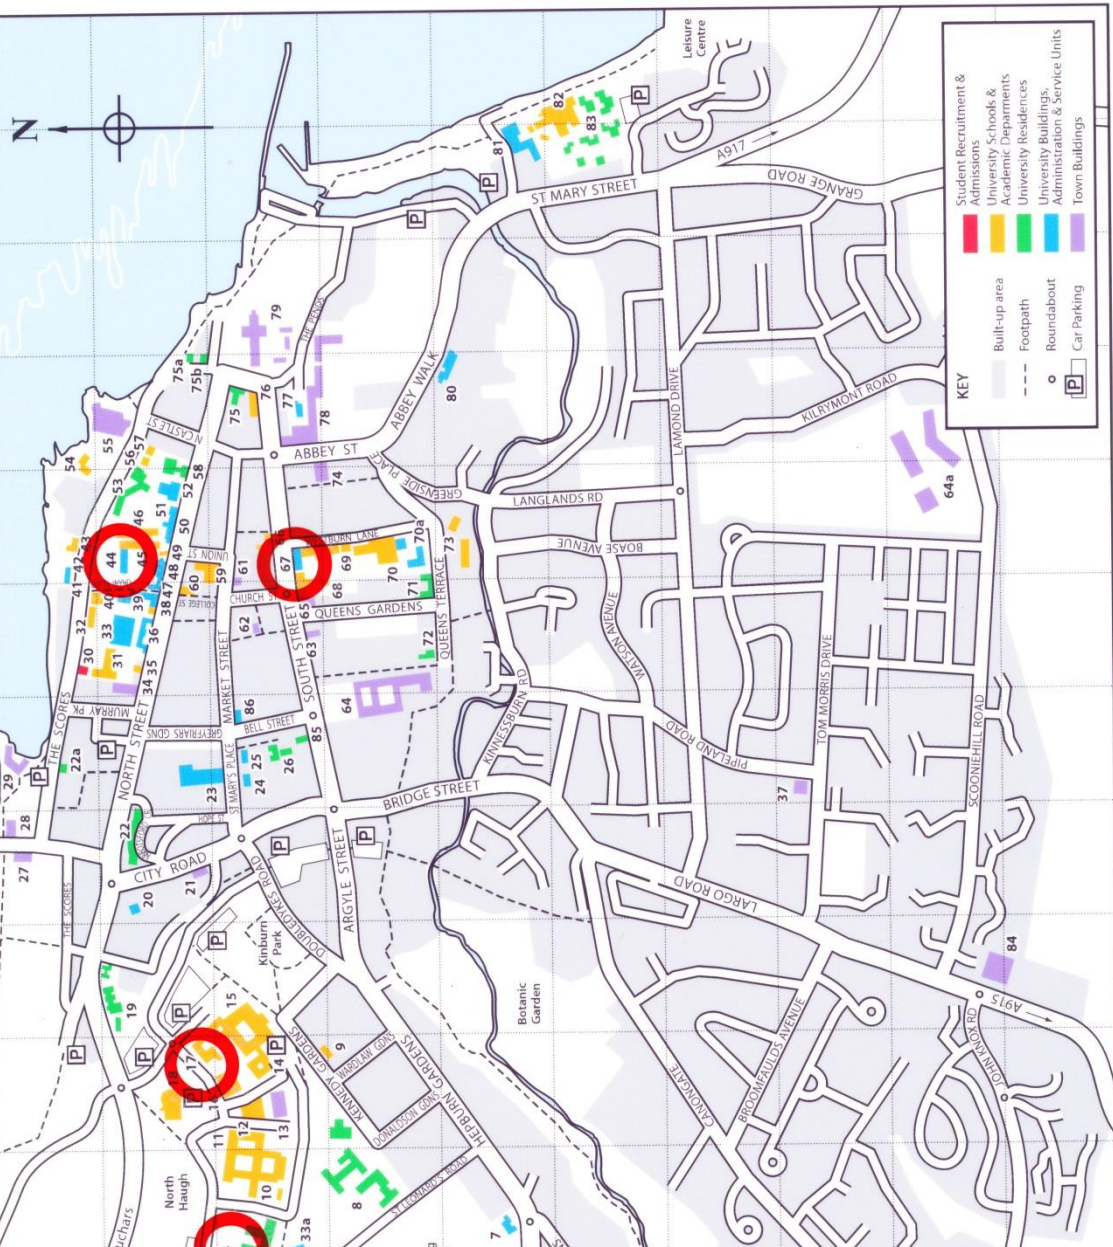 N
Leisure
Centre
KEY
Built-up area
Footpath
Roundabout
P
Car Parking
Student Recruitment &
Admissions
University Schools &
Academic Deparments
University Residences
University Buildings,
Administration & Service Units
Town Buildings
82
83
81
P
P
P
A917
ST MARY STREET
GRANGE ROAD
79
THE PENDS
75a
75b
76
75
77
78
80
ABBEY WALK
N CASTLE ST
ABBEY ST
LAMOND DRIVE
KILRYMONT ROAD
54
55
57
56
53
58
52
51
50
46
74
GREENSIDE PLACE
LANGLANDS RD
64a
43
42
41
44
45
49
48
47
UNION ST
61
66
67
69
70
70a
73
BOASE AVENUE
32
40
39
38
36
33
31
30
35
34
60
59
COLLEGE ST
CHURCH ST
62
65
68
71
QUEENS GARDENS
QUEENS TERRACE
72
63
64
WATSON AVENUE
THE SCORES
MURRAY PK
NORTH STREET
GREYFRIARS GDNS
MARKET STREET
SOUTH STREET
86
BELL STREET
85
KINNESBURN RD
PIPELAND ROAD
TOM MORRIS DRIVE
SCOONIEHILL ROAD
37
29
22a
P
P
28
27
22
23
24
25
26
ST MARY'S PLACE
HOPE ST
BRIDGE STREET
CITY ROAD
P
P
20
21
THE SCORES
DOUBLEDYKES ROAD
ARGYLE STREET
LARGO ROAD
Kinburn
Park
P
P
P
P
P
P
19
15
17
18
14
9
Botanic
Garden
84
A915
JOHN KNOX RD
KENNEDY GARDENS
WARDLAW GDNS
DONALDSON GDNS
HEPBURN GARDENS
CANONGATE
BROOMFAULDS AVENUE
11
12
13
10
North
Haugh
8
ST LEONARD'S ROAD
7
33a
uchars